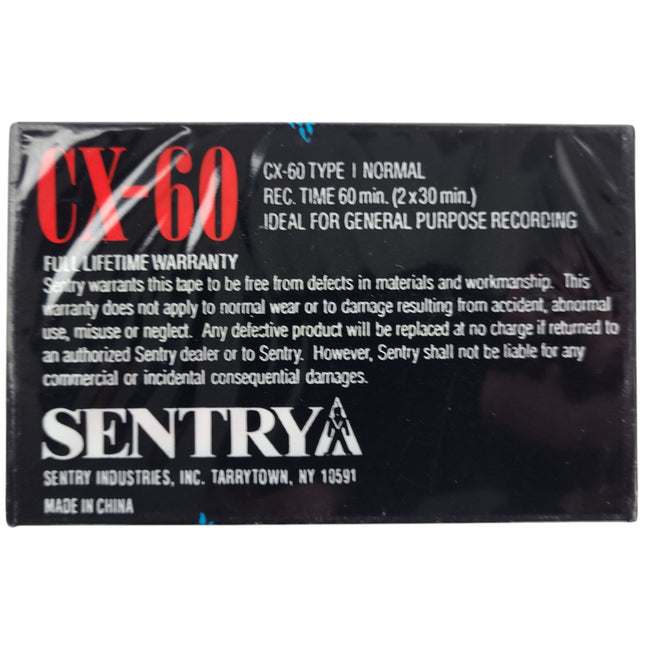 CX-60
CX-60 TYPE I NORMAL
REC. TIME 60 min. (2 x 30 min.)
IDEAL FOR GENERAL PURPOSE RECORDING
FULL LIFETIME WARRANTY
Sentry warrants this tape to be free from defects in materials and workmanship. This
warranty does not apply to normal wear or to damage resulting from accident, abnormal
use, misuse or neglect. Any defective product will be replaced at no charge if returned to
an authorized Sentry dealer or to Sentry. However, Sentry shall not be liable for any
commercial or incidental consequential damages.
SENTRY
SENTRY INDUSTRIES, INC. TARRYTOWN, NY 10591
MADE IN CHINA